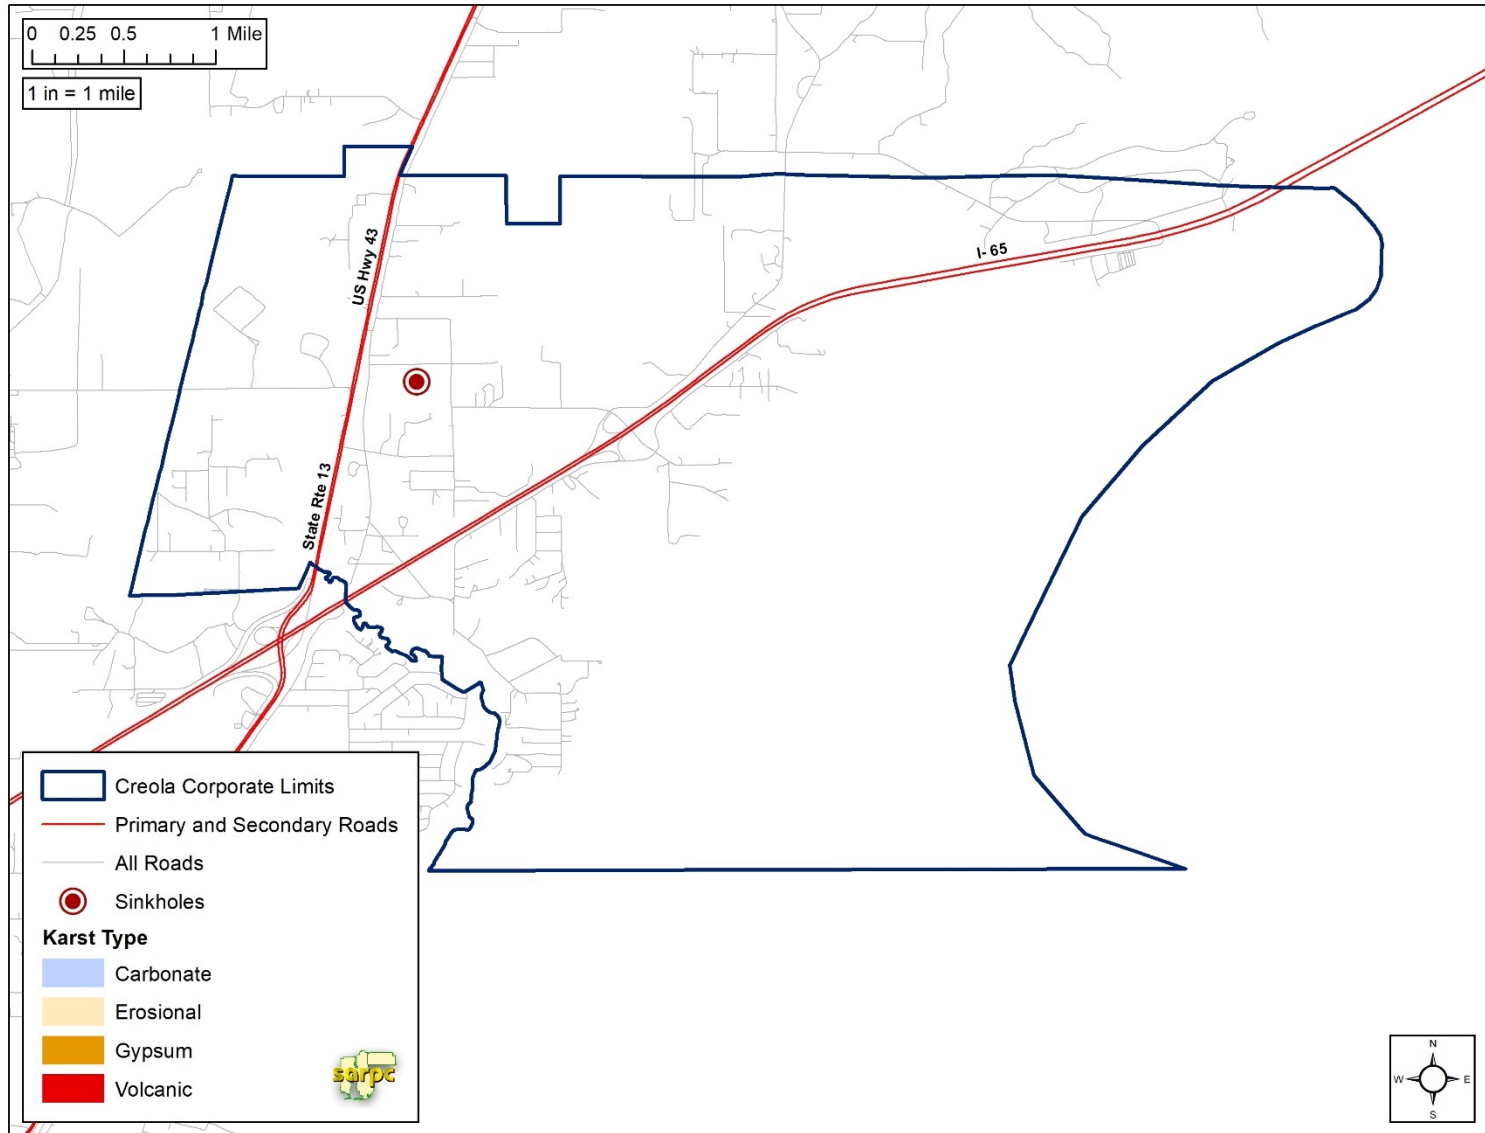 0 0.25 0.5 1 Mile
1 in = 1 mile
US Hwy 43
I- 65
State Rte 13
Creola Corporate Limits
Primary and Secondary Roads
All Roads
Sinkholes
Karst Type
Carbonate
Erosional
Gypsum
Volcanic
sarpc
N
W E
S